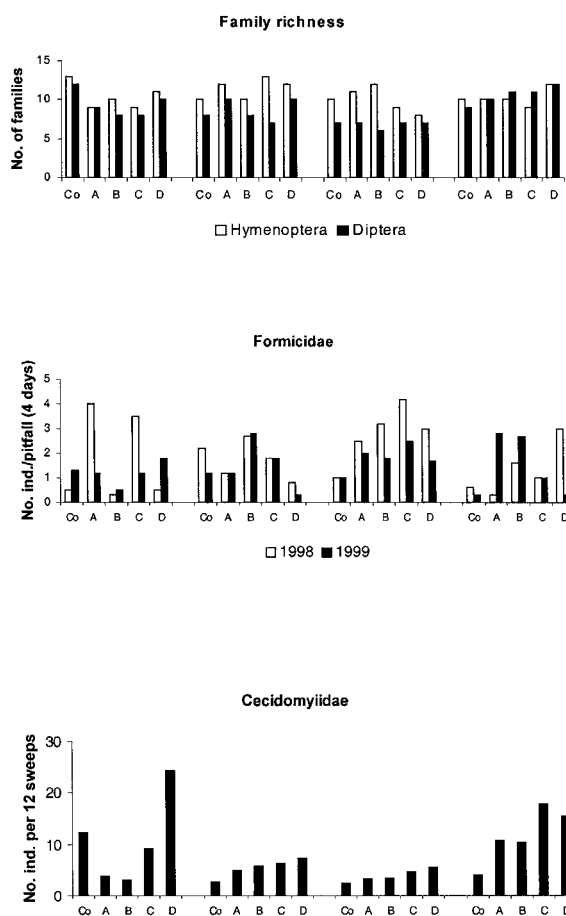 Family richness
No. of families
15
10
5
0
Co A B C D Co A B C D Co A B C D Co A B C D
Hymenoptera Diptera
Formicidae
No. ind./pitfall (4 days)
5
4
3
2
1
0
Co A B C D Co A B C D Co A B C D Co A B C D
1998 1999
Cecidomyiidae
No. ind. per 12 sweeps
30
20
10
0
Co A B C D Co A B C D Co A B C D Co A B C D